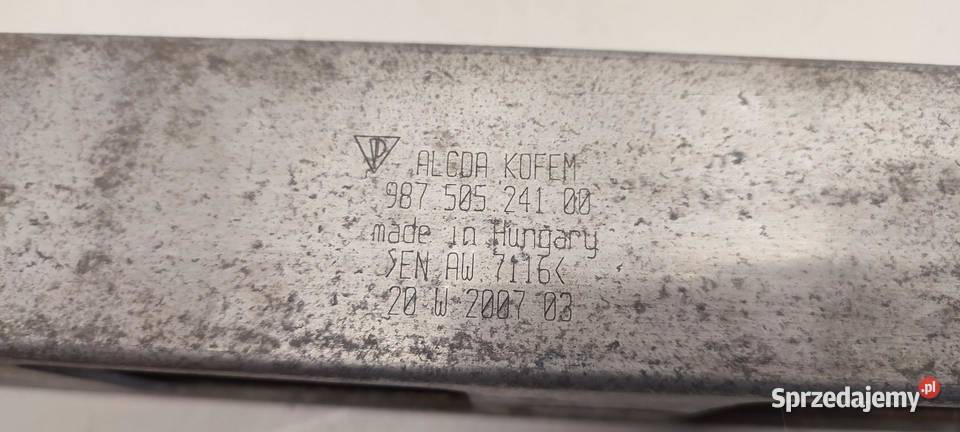 ALCOA KOFEM
987 505 241 00
made in Hungary
>EN AW 7116<
20 W 2007 03
Sprzedajemy.pl